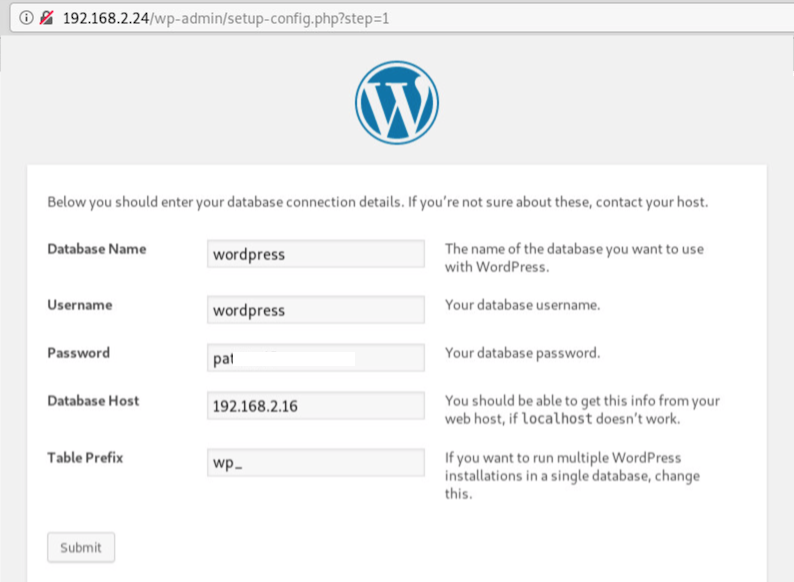 192.168.2.24/wp-admin/setup-config.php?step=1
Below you should enter your database connection details. If you're not sure about these, contact your host.
Database Name
wordpress
The name of the database you want to use
with WordPress.
Username
wordpress
Your database username.
Password
pat
Your database password.
Database Host
192.168.2.16
You should be able to get this info from your
web host, if localhost doesn't work.
Table Prefix
wp_
If you want to run multiple WordPress
installations in a single database, change
this.
Submit